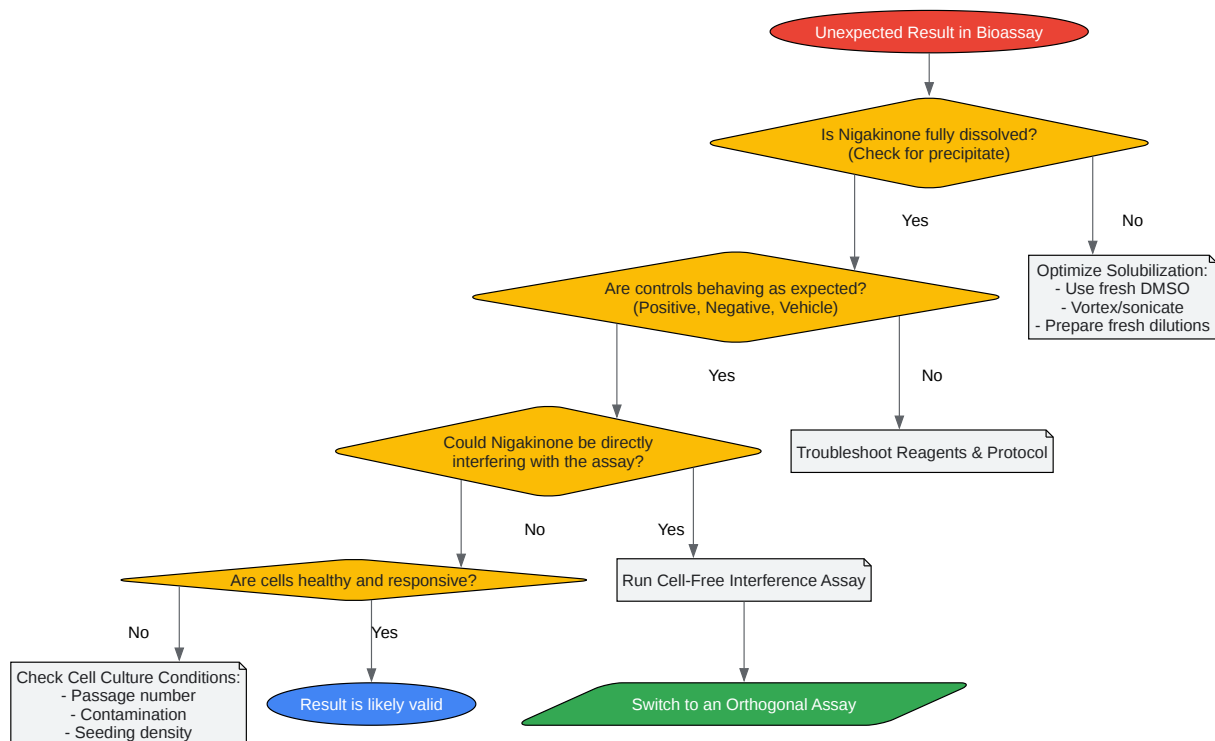 Unexpected Result in Bioassay
Is Nigakinone fully dissolved?
(Check for precipitate)
Yes
No
Optimize Solubilization:
- Use fresh DMSO
- Vortex/sonicate
- Prepare fresh dilutions
Are controls behaving as expected?
(Positive, Negative, Vehicle)
Yes
No
Troubleshoot Reagents & Protocol
Could Nigakinone be directly
interfering with the assay?
No
Yes
Run Cell-Free Interference Assay
Are cells healthy and responsive?
No
Yes
Check Cell Culture Conditions:
- Passage number
- Contamination
- Seeding density
Result is likely valid
Switch to an Orthogonal Assay